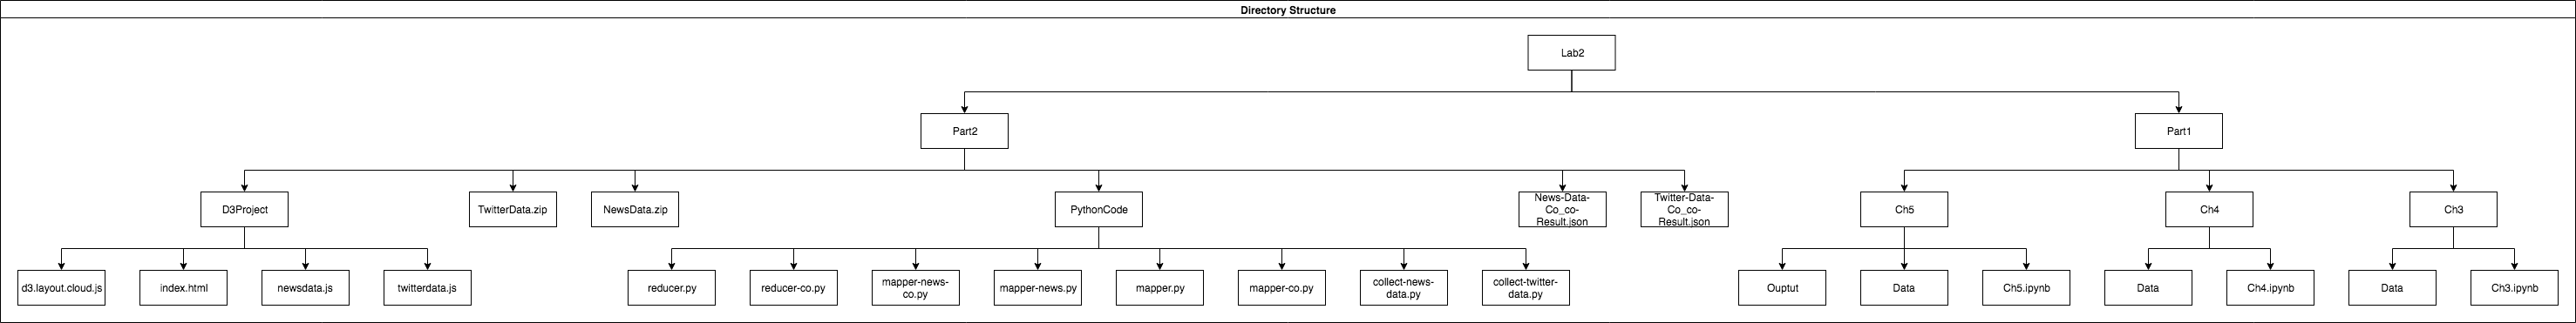 Directory Structure
Lab2
Part2
Part1
D3Project
TwitterData.zip
NewsData.zip
PythonCode
News-Data-
Co_co-
Result.json
Twitter-Data-
Co_co-
Result.json
Ch5
Ch4
Ch3
d3.layout.cloud.js
index.html
newsdata.js
twitterdata.js
reducer.py
reducer-co.py
mapper-news-
co.py
mapper-news.py
mapper.py
mapper-co.py
collect-news-
data.py
collect-twitter-
data.py
Ouptut
Data
Ch5.ipynb
Data
Ch4.ipynb
Data
Ch3.ipynb